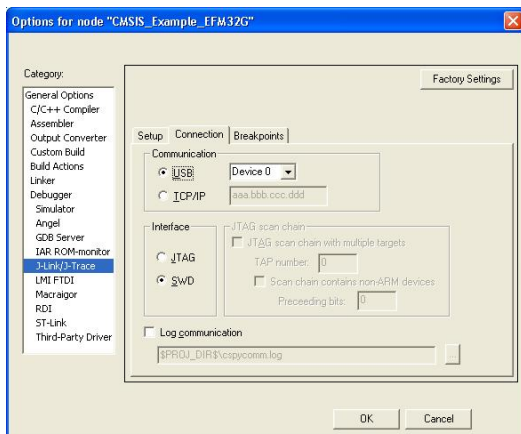 Options for node "CMSIS_Example_EFM32G"
Category:
General Options
C/C++ Compiler
Assembler
Output Converter
Custom Build
Build Actions
Linker
Debugger
Simulator
Angel
GDB Server
IAR ROM-monitor
J-Link/J-Trace
LMI FTDI
Macraigor
RDI
ST-Link
Third-Party Driver
Factory Settings
Setup Connection Breakpoints
Communication
USB Device 0
TCP/IP aaa.bbb.ccc.ddd
Interface
JTAG
SWD
JTAG scan chain
JTAG scan chain with multiple targets
TAP number: 0
Scan chain contains non-ARM devices
Preceeding bits: 0
Log communication
$PROJ_DIR$\cspycomm.log
...
OK Cancel